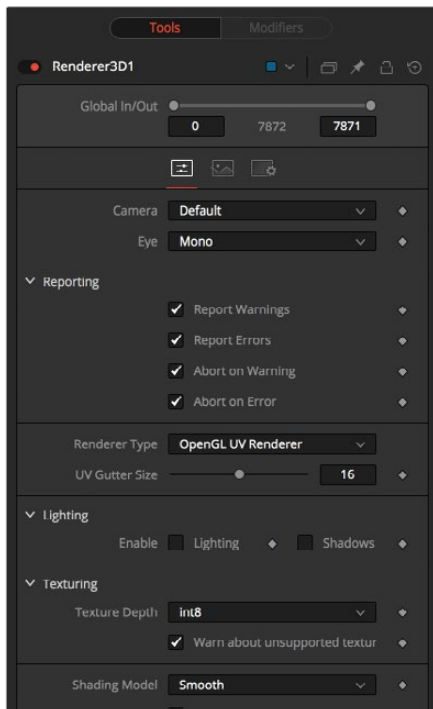 Tools Modifiers
Renderer3D1
Global In/Out
0 7872 7871
Camera Default
Eye Mono
Reporting
Report Warnings
Report Errors
Abort on Warning
Abort on Error
Renderer Type OpenGL UV Renderer
UV Gutter Size 16
Lighting
Enable Lighting Shadows
Texturing
Texture Depth int8
Warn about unsupported textur
Shading Model Smooth